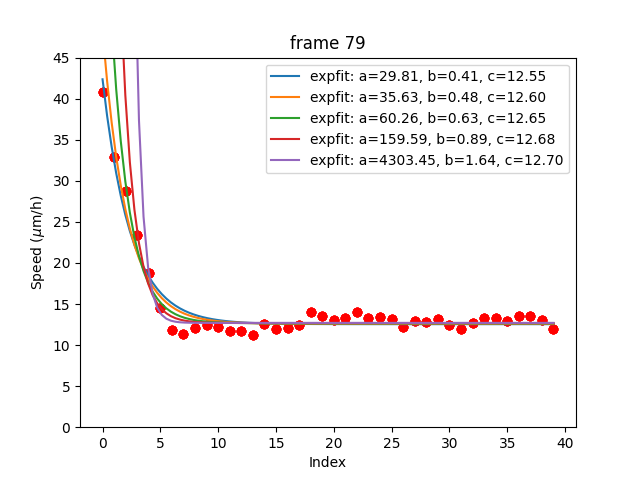 frame 79
expfit: a=29.81, b=0.41, c=12.55
expfit: a=35.63, b=0.48, c=12.60
expfit: a=60.26, b=0.63, c=12.65
expfit: a=159.59, b=0.89, c=12.68
expfit: a=4303.45, b=1.64, c=12.70
Speed (μm/h)
45
40
35
30
25
20
15
10
5
0
0 5 10 15 20 25 30 35 40
Index